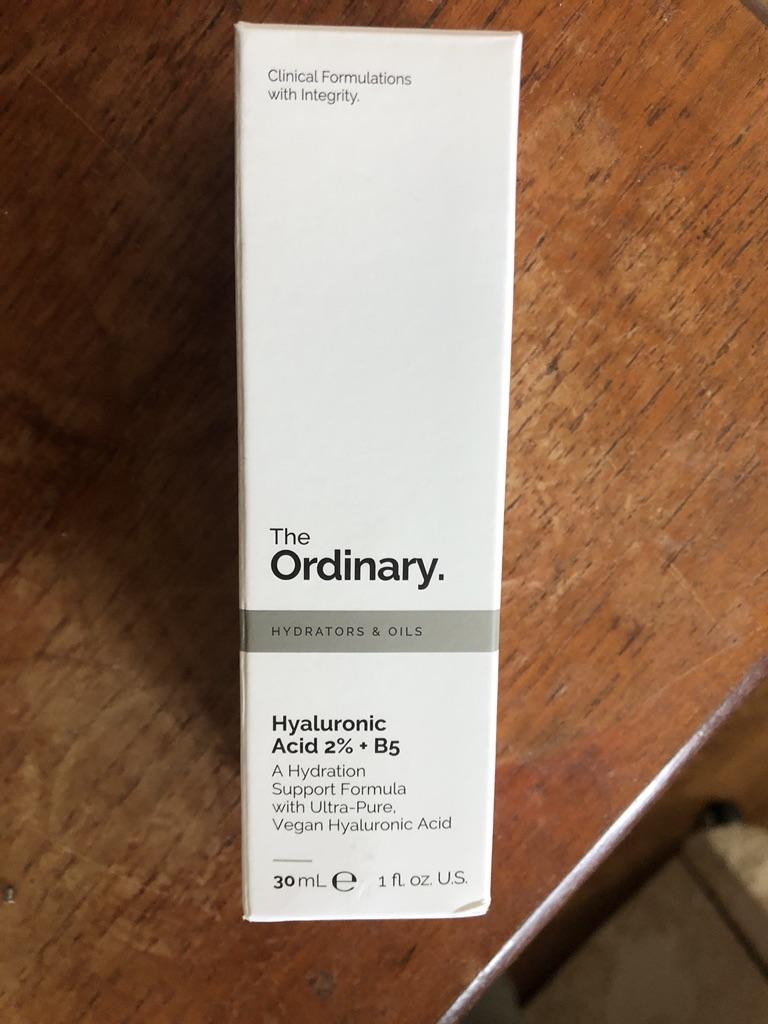 Clinical Formulations
with Integrity.
The
Ordinary.
HYDRATORS & OILS
Hyaluronic
Acid 2% + B5
A Hydration
Support Formula
with Ultra-Pure,
Vegan Hyaluronic Acid
30 mL ℮ 1 fl. oz. U.S.